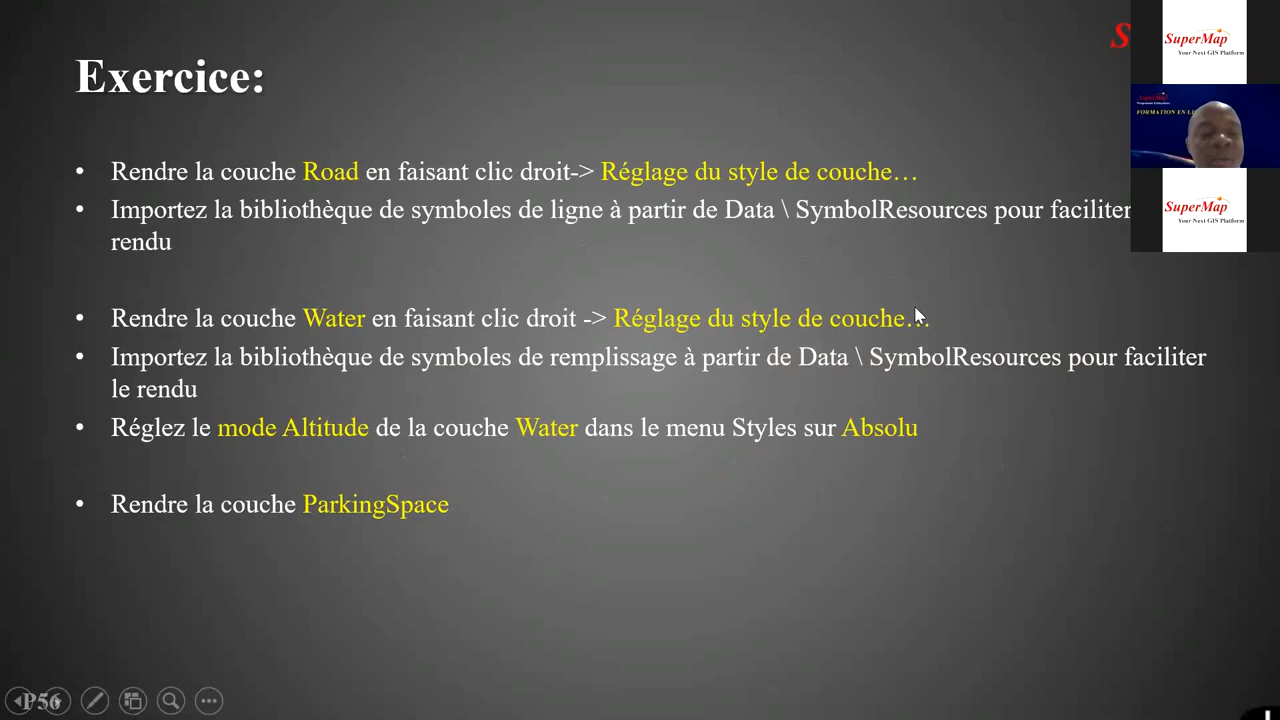 S
SuperMap
Your Next GIS Platform
Exercice:
SuperMap
FORMATION EN LI
• Rendre la couche Road en faisant clic droit-> Réglage du style de couche…
• Importez la bibliothèque de symboles de ligne à partir de Data \ SymbolResources pour faciliter
rendu
SuperMap
Your Next GIS Platform
• Rendre la couche Water en faisant clic droit -> Réglage du style de couche…
• Importez la bibliothèque de symboles de remplissage à partir de Data \ SymbolResources pour faciliter
le rendu
• Réglez le mode Altitude de la couche Water dans le menu Styles sur Absolu
• Rendre la couche ParkingSpace
P56